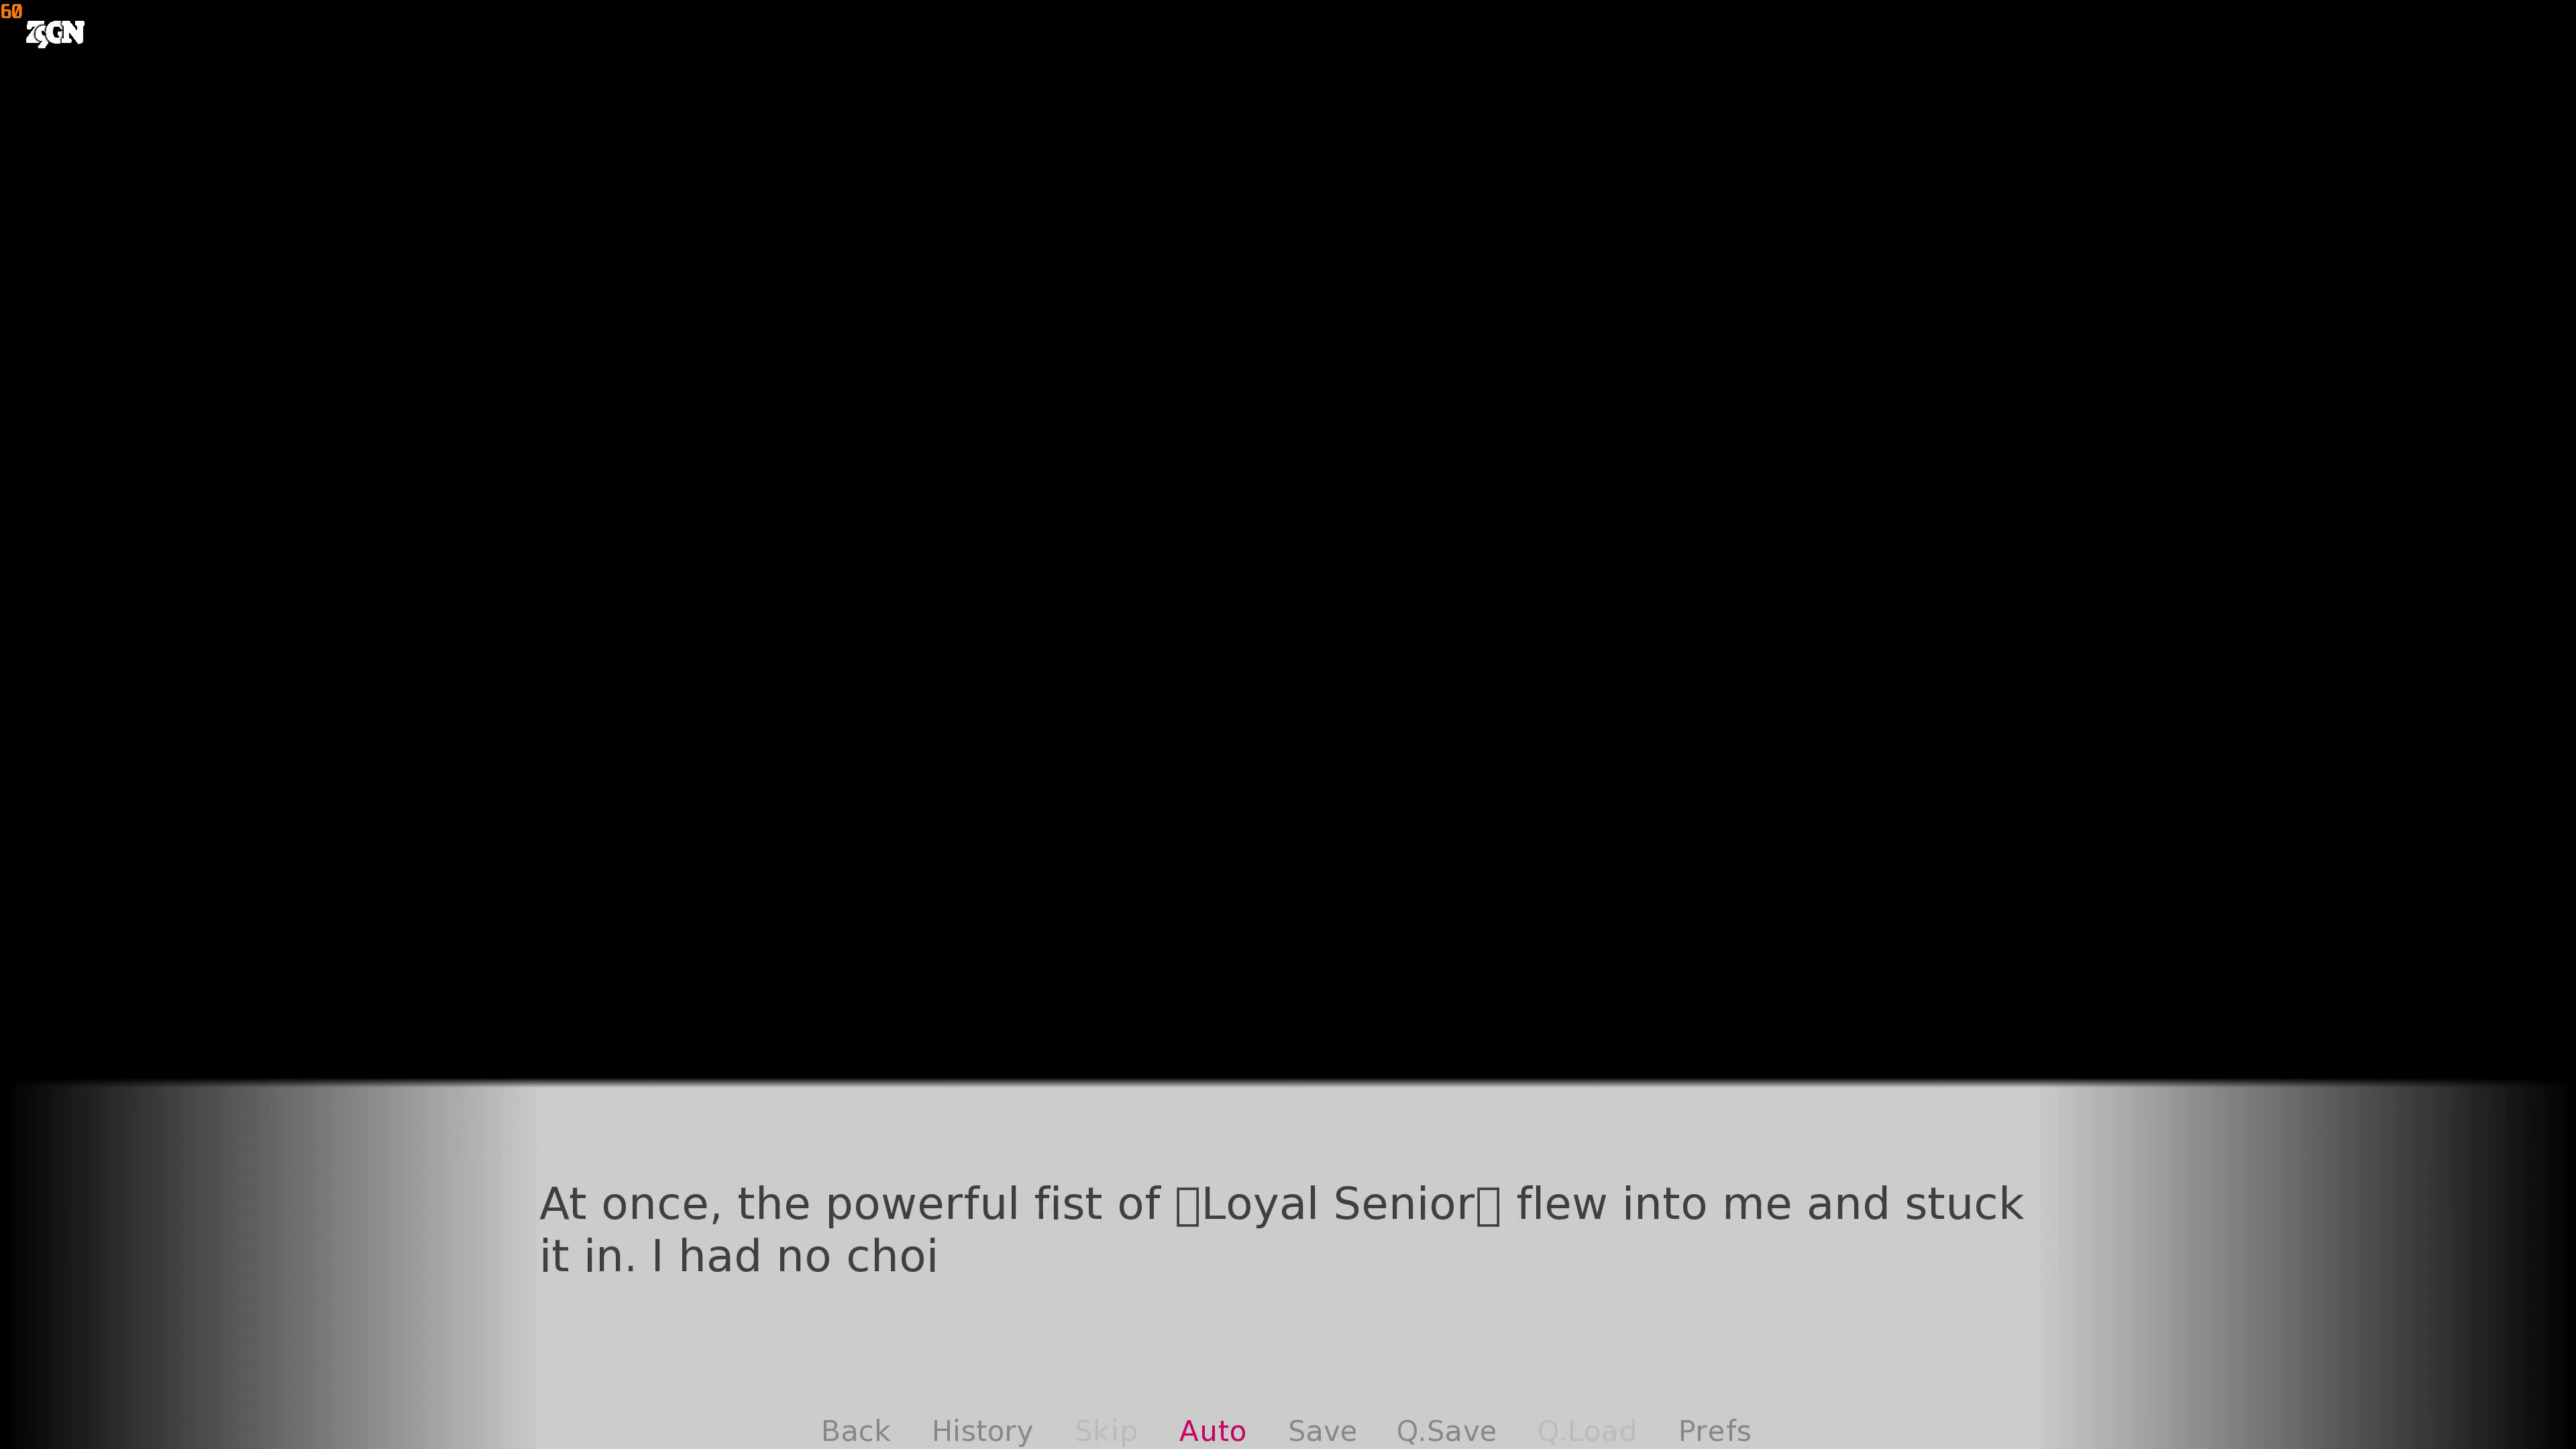 60
ZGGN
At once, the powerful fist of ▯Loyal Senior▯ flew into me and stuck
it in. I had no choi
Back History Skip Auto Save Q.Save Q.Load Prefs